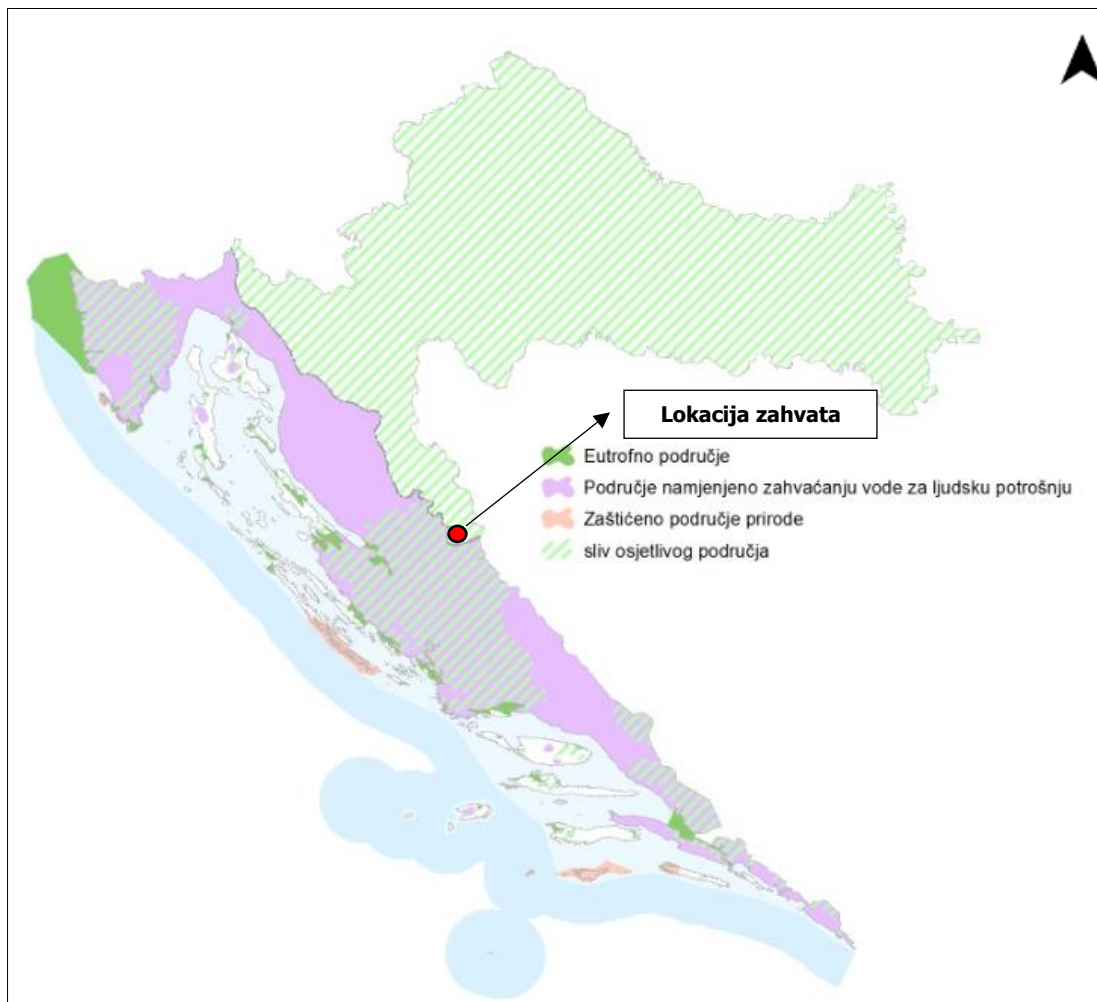 Lokacija zahvata
Eutrofno područje
Područje namjenjeno zahvaćanju vode za ljudsku potrošnju
Zaštićeno područje prirode
sliv osjetlivog područja